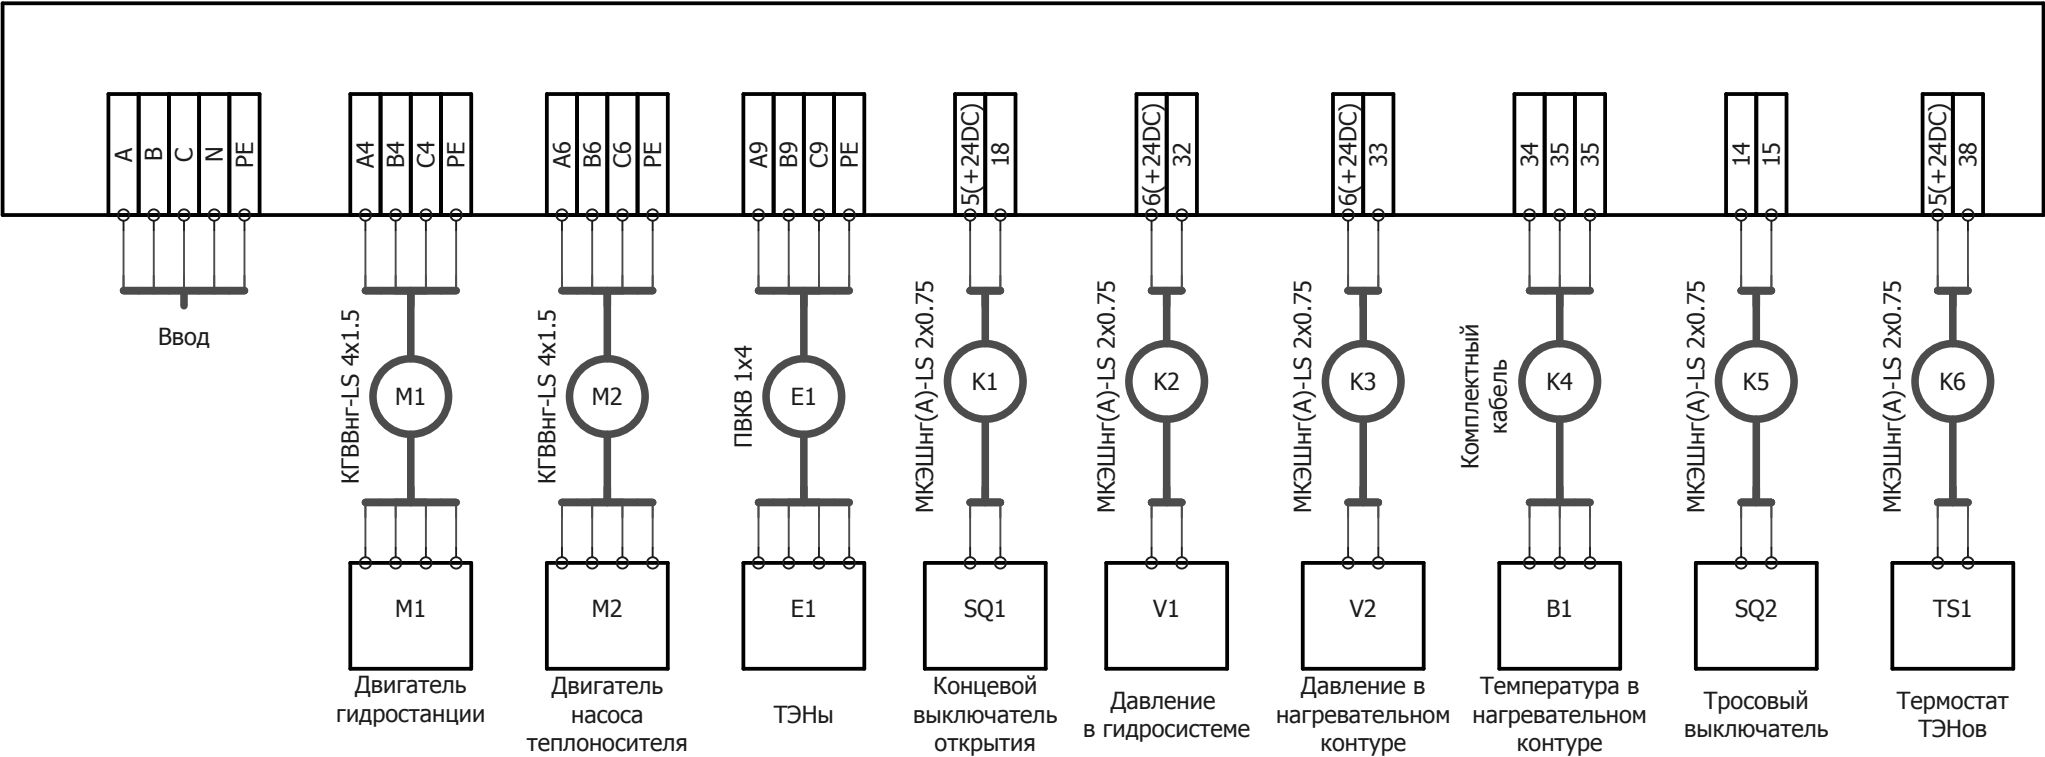 A
B
C
N
PE
A4
B4
C4
PE
A6
B6
C6
PE
A9
B9
C9
PE
5(+24DC)
18
6(+24DC)
32
6(+24DC)
33
34
35
35
14
15
5(+24DC)
38
Ввод
КГВВнг-LS 4x1.5
M1
КГВВнг-LS 4x1.5
M2
ПВКВ 1x4
E1
МКЭШнг(А)-LS 2x0.75
K1
МКЭШнг(А)-LS 2x0.75
K2
МКЭШнг(А)-LS 2x0.75
K3
Комплектный
кабель
K4
МКЭШнг(А)-LS 2x0.75
K5
МКЭШнг(А)-LS 2x0.75
K6
M1
Двигатель
гидростанции
M2
Двигатель
насоса
теплоносителя
E1
ТЭНы
SQ1
Концевой
выключатель
открытия
V1
Давление
в гидросистеме
V2
Давление в
нагревательном
контуре
B1
Температура в
нагревательном
контуре
SQ2
Тросовый
выключатель
TS1
Термостат
ТЭНов